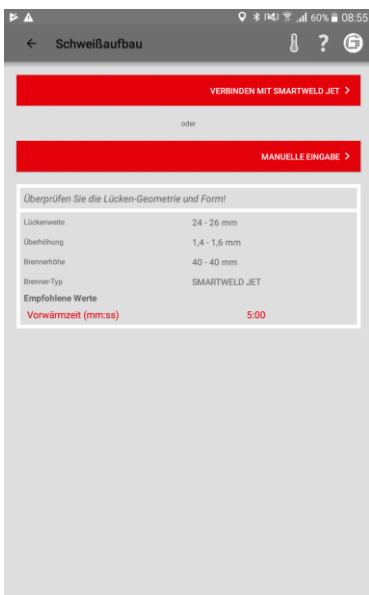 60% 08:55
Schweißaufbau ?
VERBINDEN MIT SMARTWELD JET >
oder
MANUELLE EINGABE >
Überprüfen Sie die Lücken-Geometrie und Form!
Lückenweite 24 - 26 mm
Überhöhung 1,4 - 1,6 mm
Brennerhöhe 40 - 40 mm
Brenner-Typ SMARTWELD JET
Empfohlene Werte
Vorwärmzeit (mm:ss) 5:00